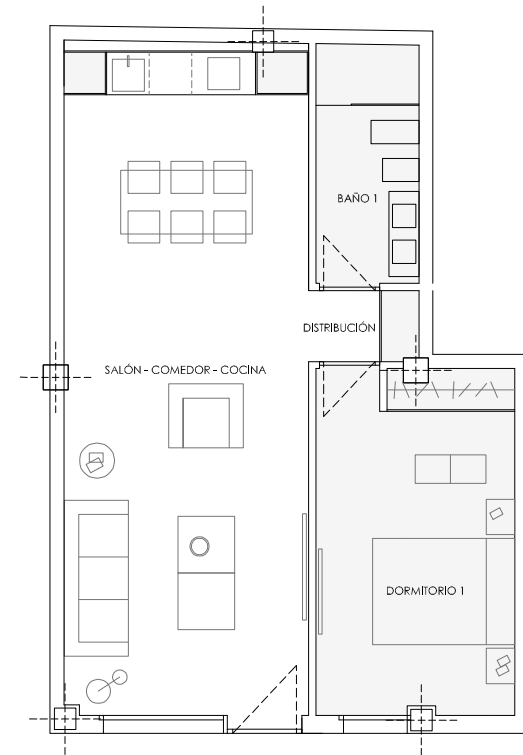 BAÑO 1
DISTRIBUCIÓN
SALÓN - COMEDOR - COCINA
DORMITORIO 1